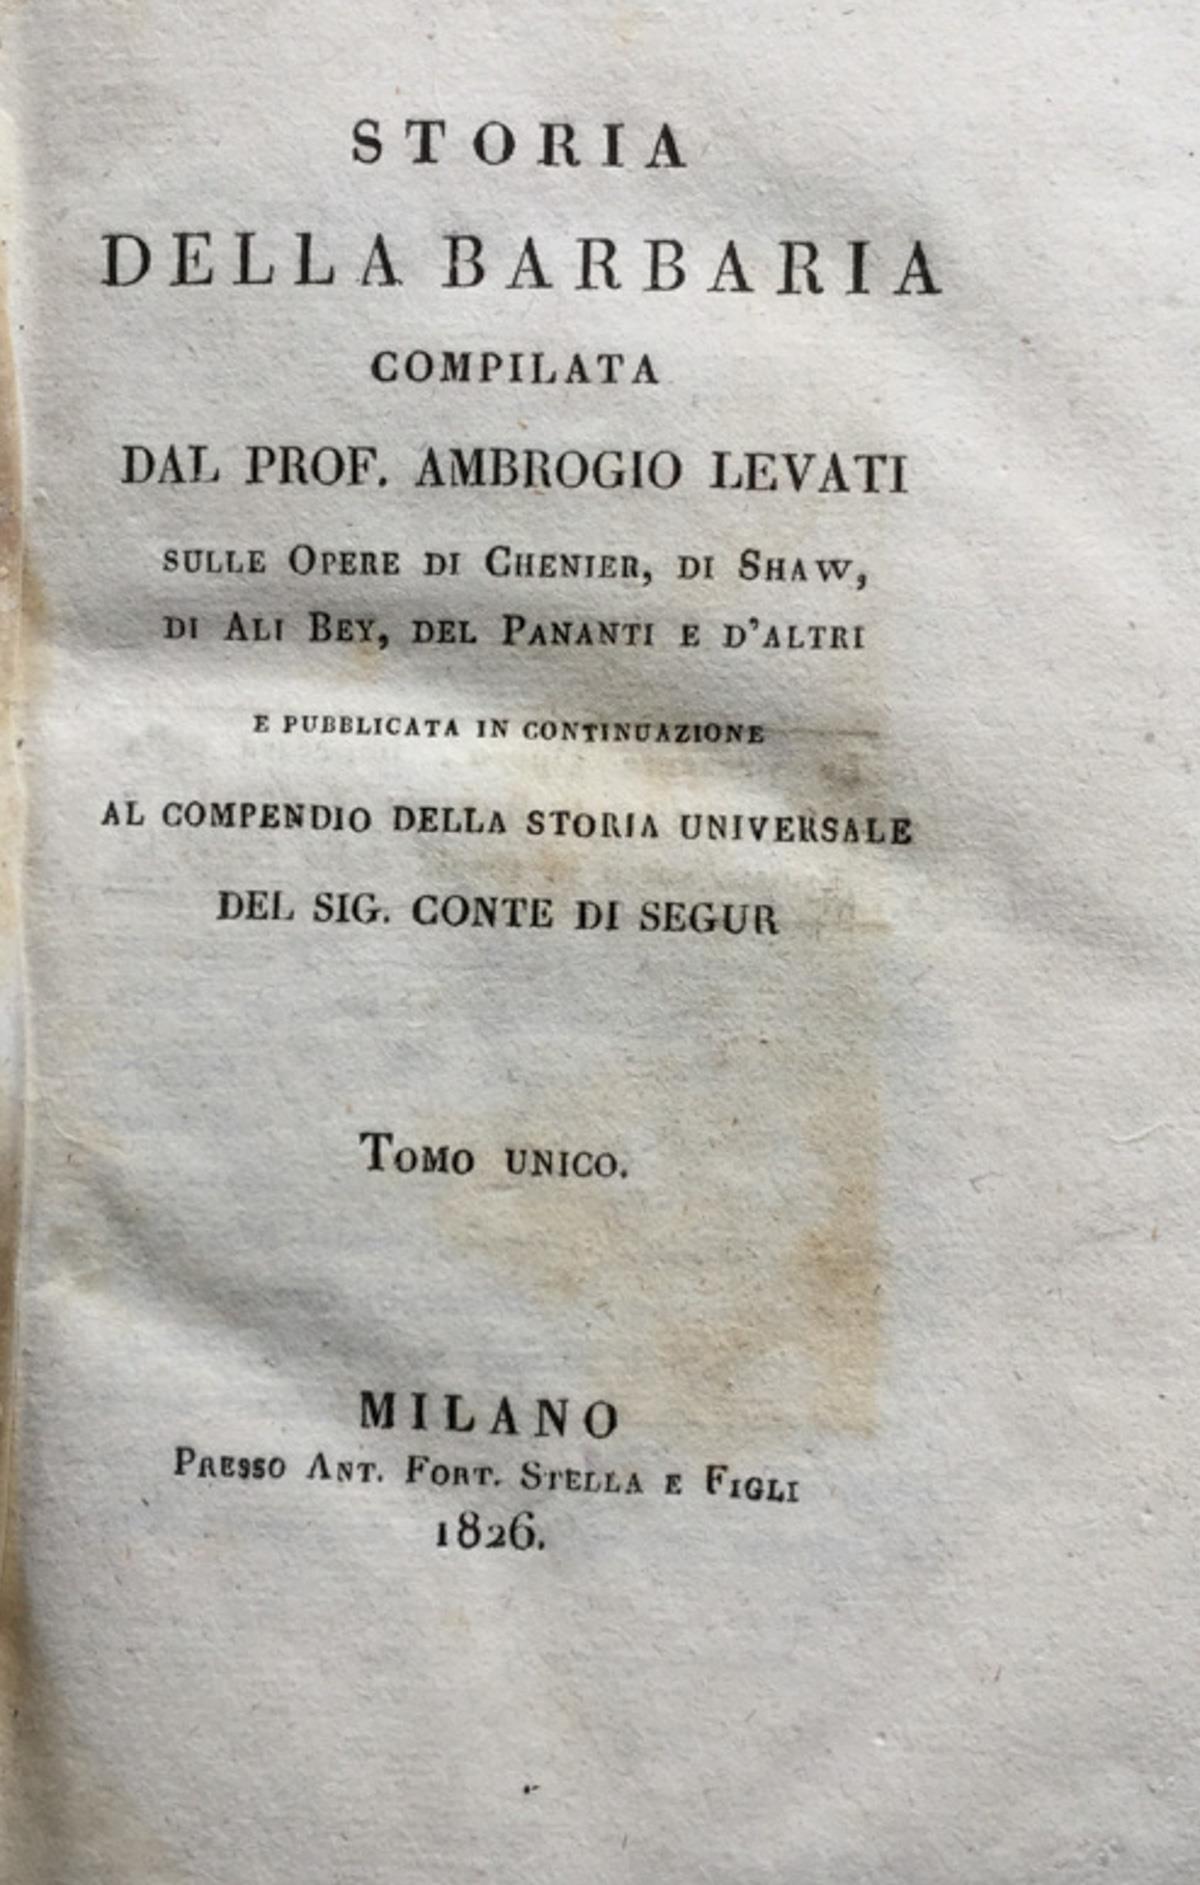 STORIA
DELLA BARBARIA
COMPILATA
DAL PROF. AMBROGIO LEVATI
SULLE OPERE DI CHENIER, DI SHAW,
DI ALI BEY, DEL PANANTI E D'ALTRI
E PUBBLICATA IN CONTINUAZIONE
AL COMPENDIO DELLA STORIA UNIVERSALE
DEL SIG. CONTE DI SEGUR
TOMO UNICO.
MILANO
PRESSO ANT. FORT. STELLA E FIGLI
1826.